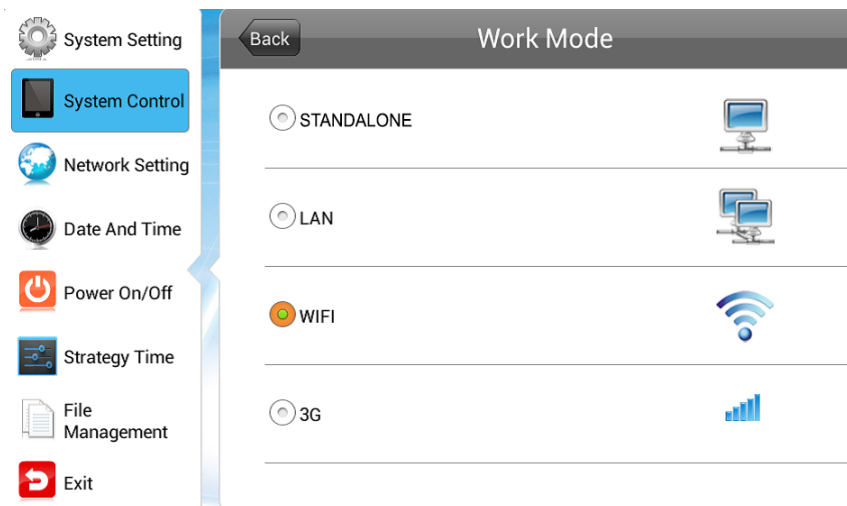 System Setting
System Control
Network Setting
Date And Time
Power On/Off
Strategy Time
File
Management
Exit
Back
Work Mode
STANDALONE
LAN
WIFI
3G